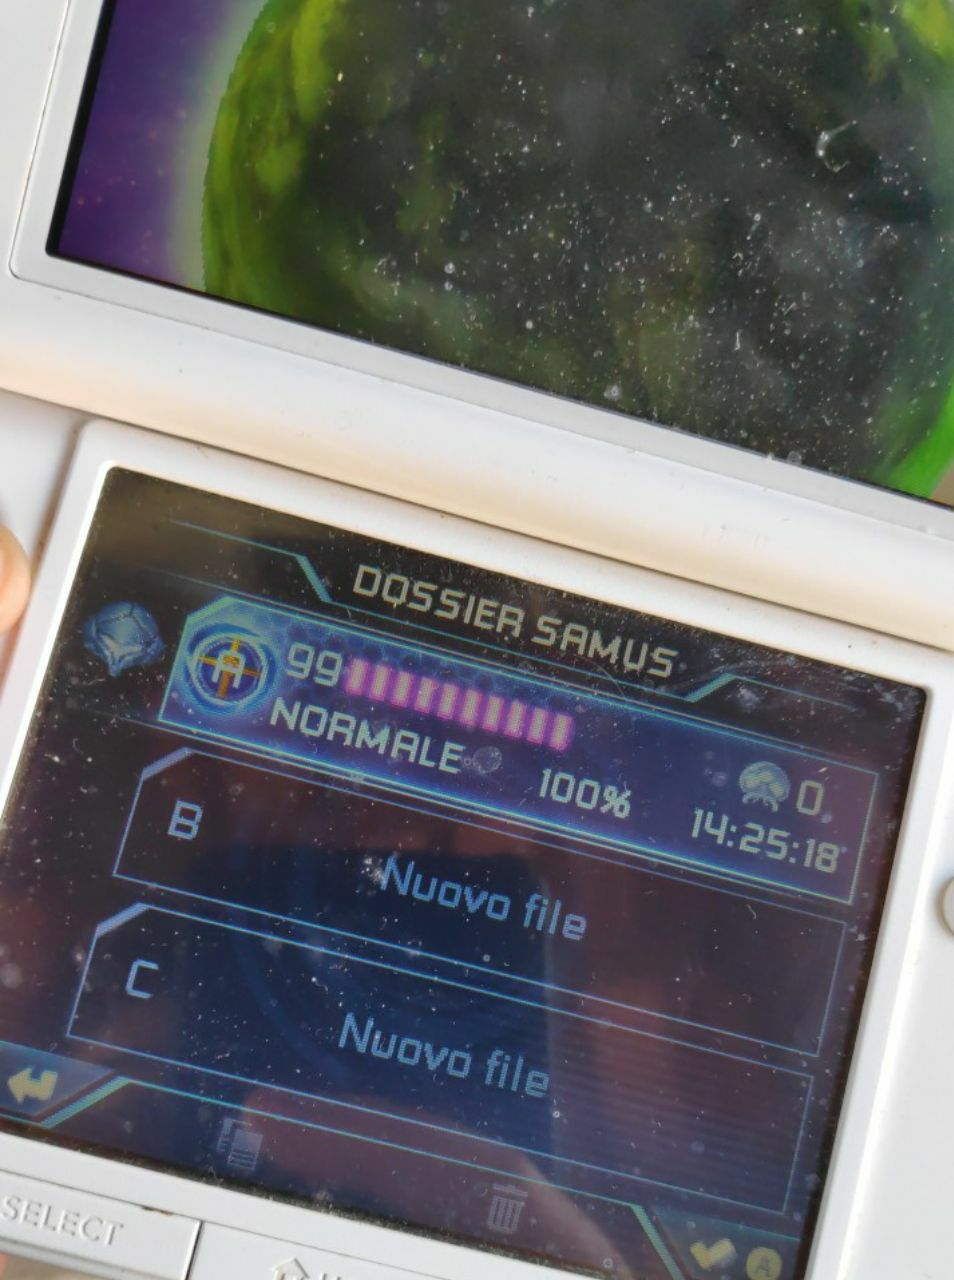 DOSSIER SAMUS
A
99
NORMALE
100%
0
14:25:18
B
Nuovo file
C
Nuovo file
A
SELECT